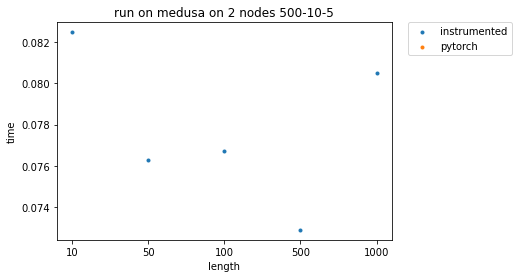 run on medusa on 2 nodes 500-10-5
instrumented
pytorch
0.082
0.080
0.078
0.076
0.074
time
10 50 100 500 1000
length